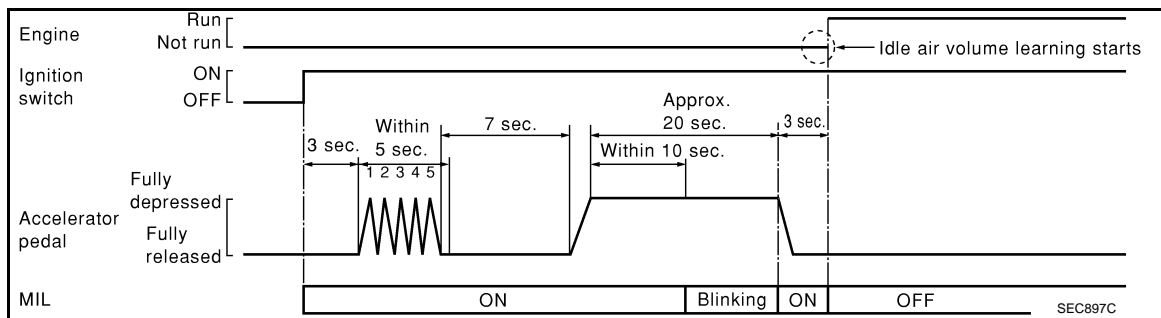 Engine
Run
Not run
Idle air volume learning starts
Ignition
switch
ON
OFF
3 sec.
Within
5 sec.
1 2 3 4 5
7 sec.
Approx.
20 sec.
Within 10 sec.
3 sec.
Accelerator
pedal
Fully
depressed
Fully
released
MIL
ON
Blinking
ON
OFF
SEC897C